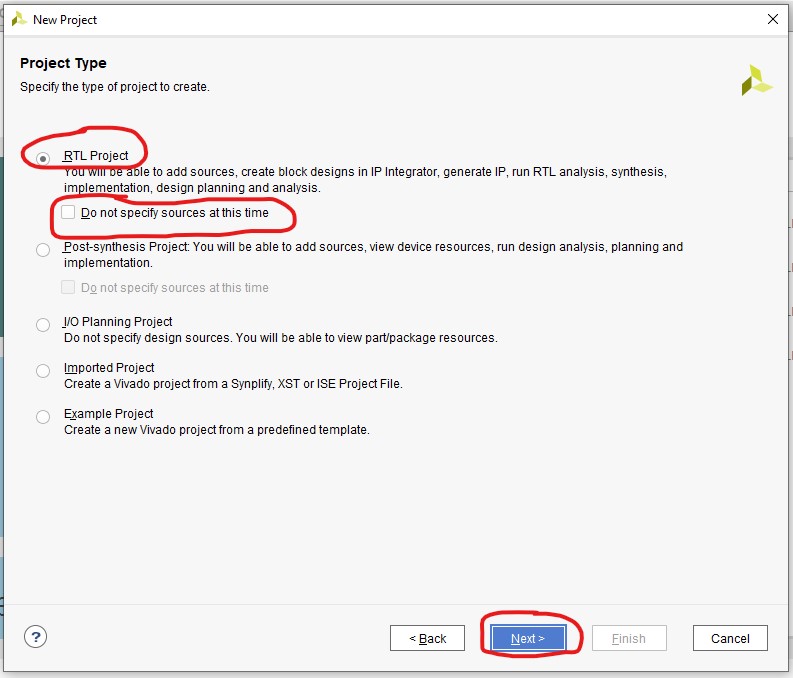 New Project
Project Type
Specify the type of project to create.
RTL Project
You will be able to add sources, create block designs in IP Integrator, generate IP, run RTL analysis, synthesis,
implementation, design planning and analysis.
Do not specify sources at this time
Post-synthesis Project: You will be able to add sources, view device resources, run design analysis, planning and
implementation.
Do not specify sources at this time
I/O Planning Project
Do not specify design sources. You will be able to view part/package resources.
Imported Project
Create a Vivado project from a Synplify, XST or ISE Project File.
Example Project
Create a new Vivado project from a predefined template.
?
< Back
Next >
Finish
Cancel